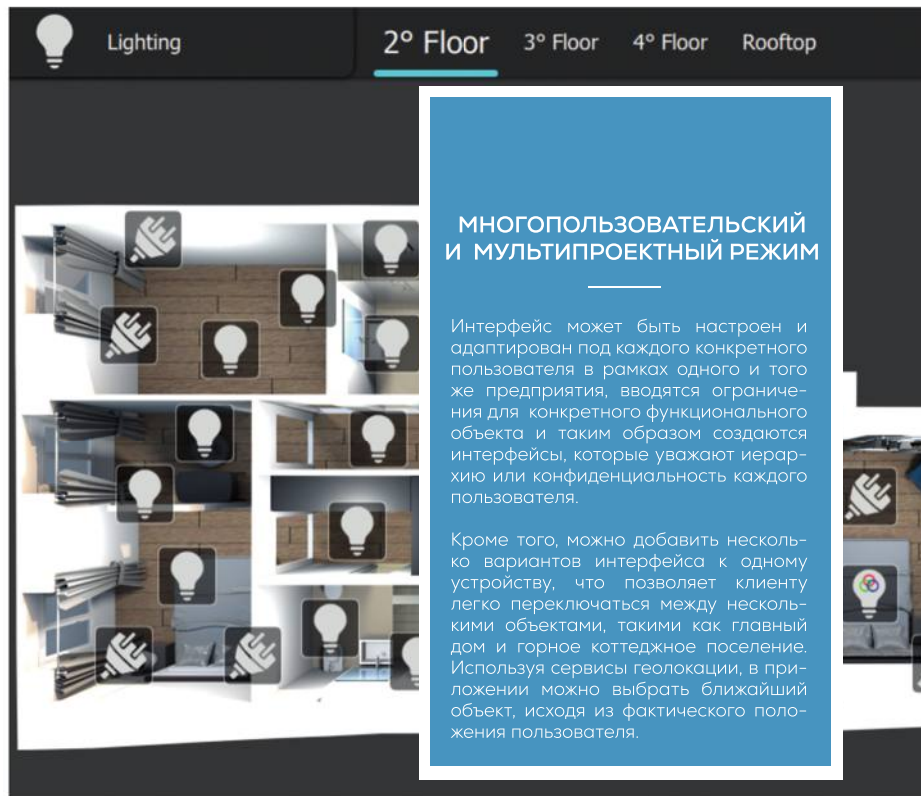 Lighting
2° Floor
3° Floor
4° Floor
Rooftop
МНОГОПОЛЬЗОВАТЕЛЬСКИЙ
И МУЛЬТИПРОЕКТНЫЙ РЕЖИМ
Интерфейс может быть настроен и
адаптирован под каждого конкретного
пользователя в рамках одного и того
же предприятия, вводятся ограниче-
ния для конкретного функционального
объекта и таким образом создаются
интерфейсы, которые уважают иерар-
хию или конфиденциальность каждого
пользователя.
Кроме того, можно добавить несколь-
ко вариантов интерфейса к одному
устройству, что позволяет клиенту
легко переключаться между несколь-
кими объектами, такими как главный
дом и горное коттеджное поселение.
Используя сервисы геолокации, в при-
ложении можно выбрать ближайший
объект, исходя из фактического поло-
жения пользователя.